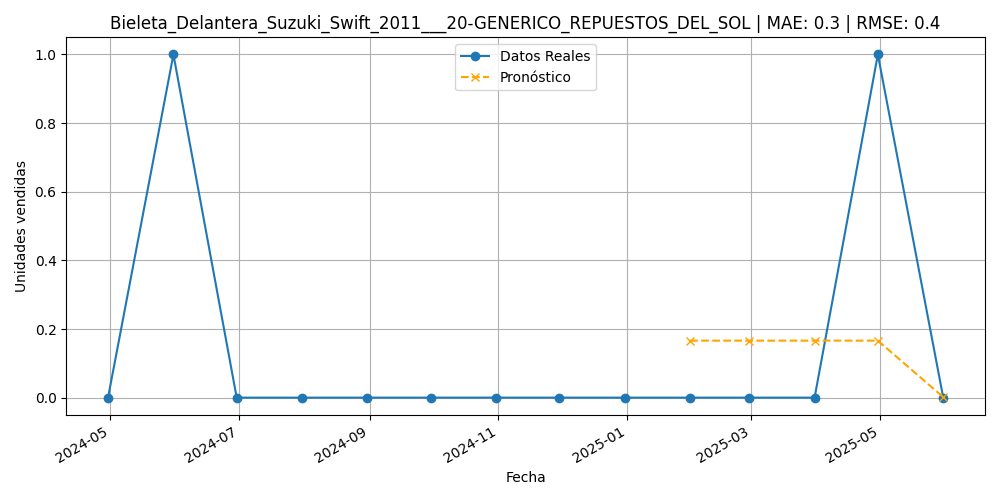 Bieleta_Delantera_Suzuki_Swift_2011___20-GENERICO_REPUESTOS_DEL_SOL | MAE: 0.3 | RMSE: 0.4
Datos Reales
Pronóstico
Unidades vendidas
1.0
0.8
0.6
0.4
0.2
0.0
2024-05
2024-07
2024-09
2024-11
2025-01
2025-03
2025-05
Fecha